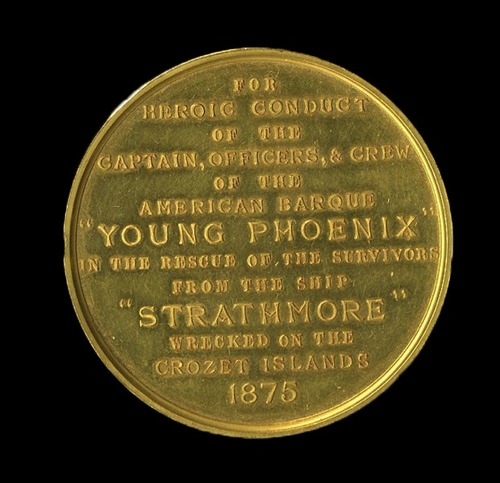 FOR
HEROIC CONDUCT
OF THE
CAPTAIN, OFFICERS, & CREW
OF THE
AMERICAN BARQUE
"YOUNG PHOENIX"
IN THE RESCUE OF THE SURVIVORS
FROM THE SHIP
"STRATHMORE"
WRECKED ON THE
CROZET ISLANDS
1875